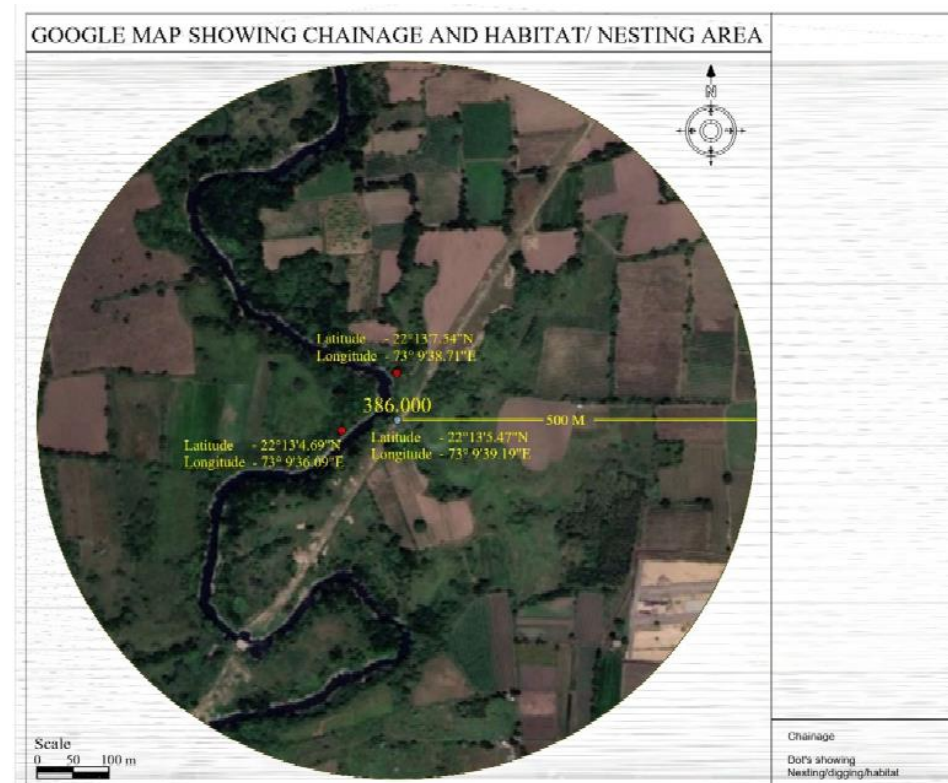 GOOGLE MAP SHOWING CHAINAGE AND HABITAT/ NESTING AREA
N
Latitude - 22°13'7.54"N
Longitude - 73° 9'38.71"E
386.000
500 M
Latitude - 22°13'4.69"N
Longitude - 73° 9'36.09"E
Latitude - 22°13'5.47"N
Longitude - 73° 9'39.19"E
Scale
0 50 100 m
Chainage
Dot's showing
Nesting/digging/habitat